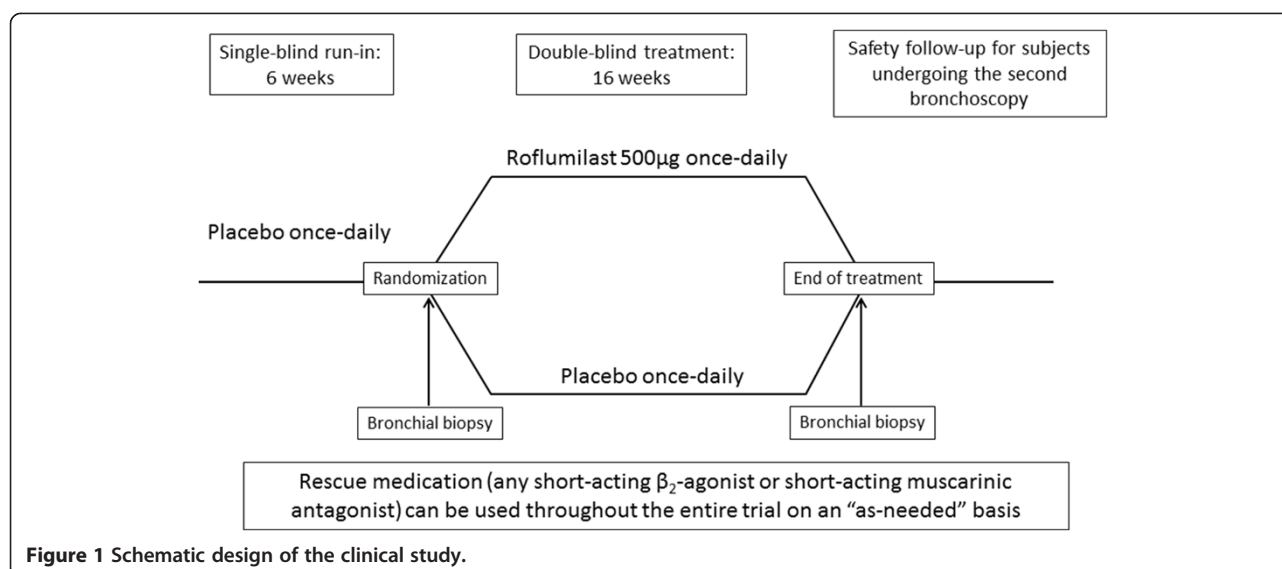 Single-blind run-in:
6 weeks
Double-blind treatment:
16 weeks
Safety follow-up for subjects
undergoing the second
bronchoscopy
Roflumilast 500µg once-daily
Placebo once-daily
Randomization
End of treatment
Placebo once-daily
Bronchial biopsy
Bronchial biopsy
Rescue medication (any short-acting β₂-agonist or short-acting muscarinic
antagonist) can be used throughout the entire trial on an “as-needed” basis
Figure 1 Schematic design of the clinical study.